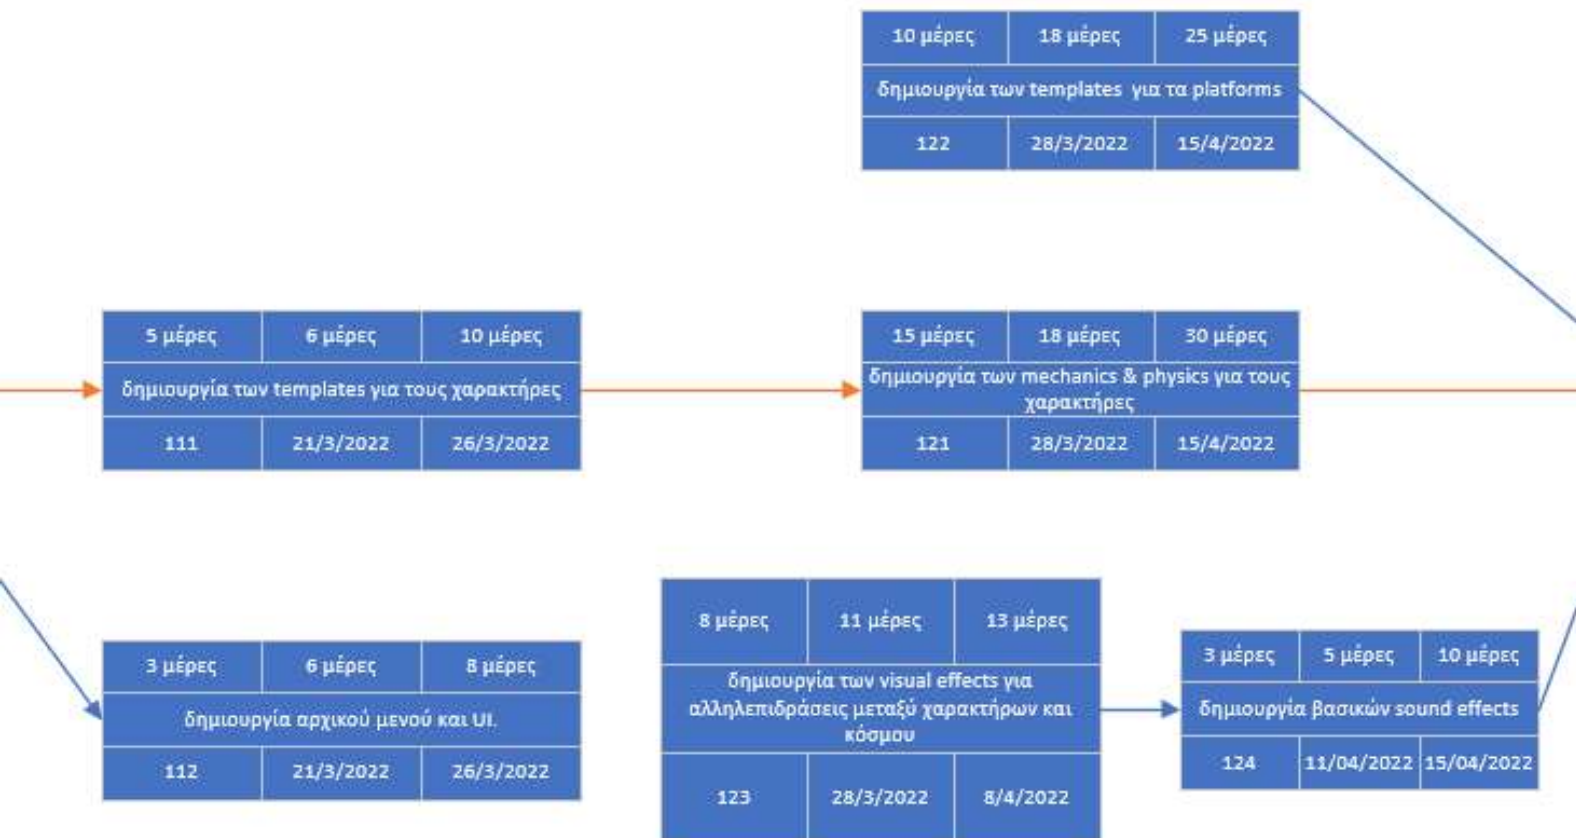 10 μέρες 18 μέρες 25 μέρες
δημιουργία των templates για τα platforms
122 28/3/2022 15/4/2022
5 μέρες 6 μέρες 10 μέρες
δημιουργία των templates για τους χαρακτήρες
111 21/3/2022 26/3/2022
15 μέρες 18 μέρες 30 μέρες
δημιουργία των mechanics & physics για τους
χαρακτήρες
121 28/3/2022 15/4/2022
3 μέρες 6 μέρες 8 μέρες
δημιουργία αρχικού μενού και UI.
112 21/3/2022 26/3/2022
8 μέρες 11 μέρες 13 μέρες
δημιουργία των visual effects για
αλληλεπιδράσεις μεταξύ χαρακτήρων και
κόσμου
123 28/3/2022 8/4/2022
3 μέρες 5 μέρες 10 μέρες
δημιουργία βασικών sound effects
124 11/04/2022 15/04/2022